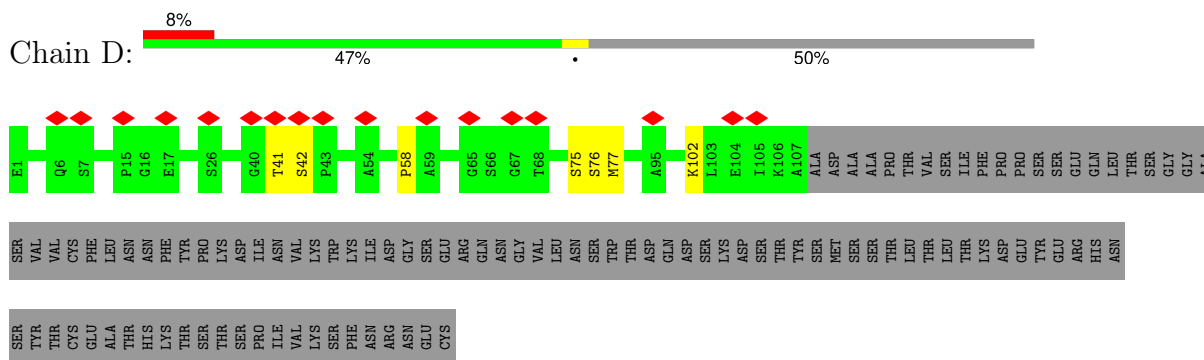 8%
Chain D:
47% • 50%
E1 Q6 S7 P15 G16 E17 S26 G40 T41 S42 P43 A54 P58 A59 G65 S66 G67 T68 S75 S76 M77 A95 K102 L103 E104 I105 K106 A107 ALA ASP ALA ALA PRO THR VAL SER ILE PHE PRO PRO SER SER GLU GLN LEU THR SER GLY GLY ALA
SER VAL VAL CYS PHE LEU ASN ASN PHE TYR PRO LYS ASP ILE ASN VAL LYS TRP LYS ILE ASP GLY SER GLU ARG GLN ASN GLY VAL LEU ASN SER TRP THR ASP GLN ASP SER LYS ASP SER THR TYR SER MET SER SER THR LEU THR LEU THR LYS ASP GLU TYR GLU ARG HIS ASN
SER TYR THR CYS GLU ALA THR HIS LYS THR SER THR SER PRO ILE VAL LYS SER PHE ASN ARG ASN GLU CYS